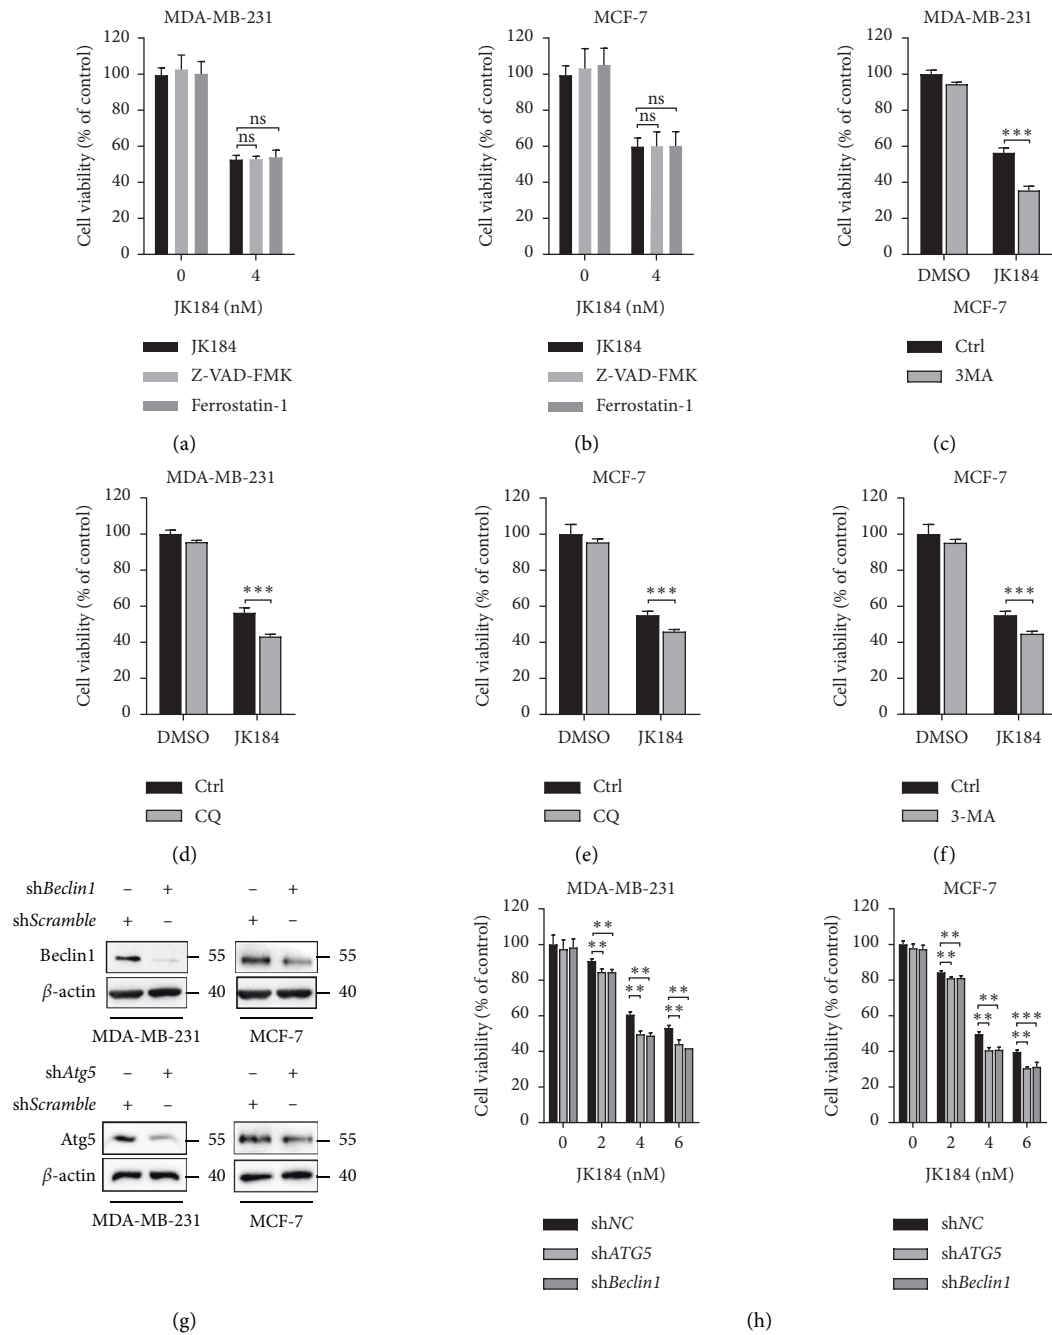 MDA-MB-231
Cell viability (% of control)
120
100
80
60
40
20
0
ns
ns
0 4
JK184 (nM)
JK184
Z-VAD-FMK
Ferrostatin-1
(a)
MCF-7
Cell viability (% of control)
120
100
80
60
40
20
0
ns
ns
0 4
JK184 (nM)
JK184
Z-VAD-FMK
Ferrostatin-1
(b)
MDA-MB-231
Cell viability (% of control)
120
100
80
60
40
20
0
***
DMSO JK184
MCF-7
Ctrl
3MA
(c)
MDA-MB-231
Cell viability (% of control)
120
100
80
60
40
20
0
***
DMSO JK184
Ctrl
CQ
(d)
MCF-7
Cell viability (% of control)
120
100
80
60
40
20
0
***
DMSO JK184
Ctrl
CQ
(e)
MCF-7
Cell viability (% of control)
120
100
80
60
40
20
0
***
DMSO JK184
Ctrl
3-MA
(f)
shBeclin1 – + – +
shScramble + – + –
Beclin1 55 55
β-actin 40 40
MDA-MB-231 MCF-7
shAtg5 – + – +
shScramble + – + –
Atg5 55 55
β-actin 40 40
MDA-MB-231 MCF-7
(g)
MDA-MB-231
Cell viability (% of control)
120
100
80
60
40
20
0
**
**
**
**
**
**
0 2 4 6
JK184 (nM)
shNC
shATG5
shBeclin1
MCF-7
Cell viability (% of control)
120
100
80
60
40
20
0
**
**
**
**
***
**
0 2 4 6
JK184 (nM)
shNC
shATG5
shBeclin1
(h)